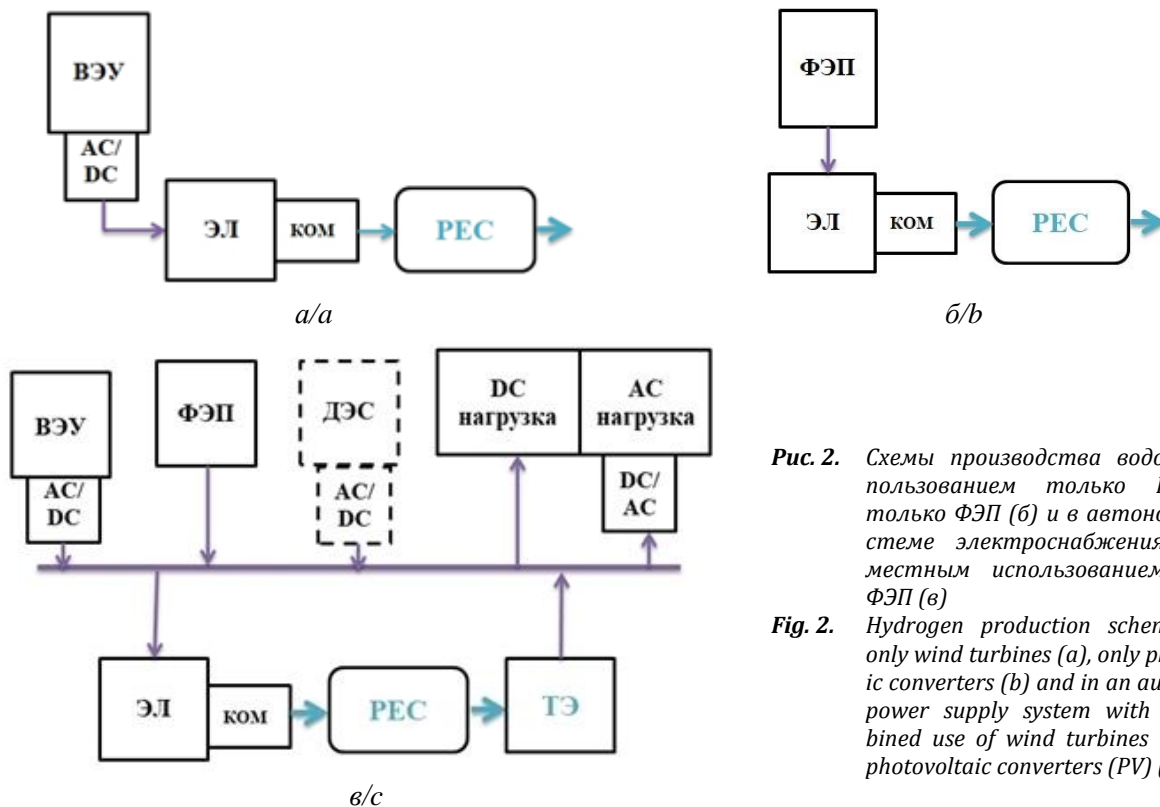 ВЭУ
AC/
DC
ЭЛ
КОМ
РЕС
а/a
ФЭП
ЭЛ
КОМ
РЕС
б/b
ВЭУ
AC/
DC
ФЭП
ДЭС
AC/
DC
DC
нагрузка
AC
нагрузка
DC/
AC
ЭЛ
КОМ
РЕС
ТЭ
в/c
Рис. 2. Схемы производства водо
пользованием только
только ФЭП (б) и в автоно
стеме электроснабжения
местным использованием
ФЭП (в)
Fig. 2. Hydrogen production schem
only wind turbines (a), only p
ic converters (b) and in an au
power supply system with
bined use of wind turbines
photovoltaic converters (PV) (